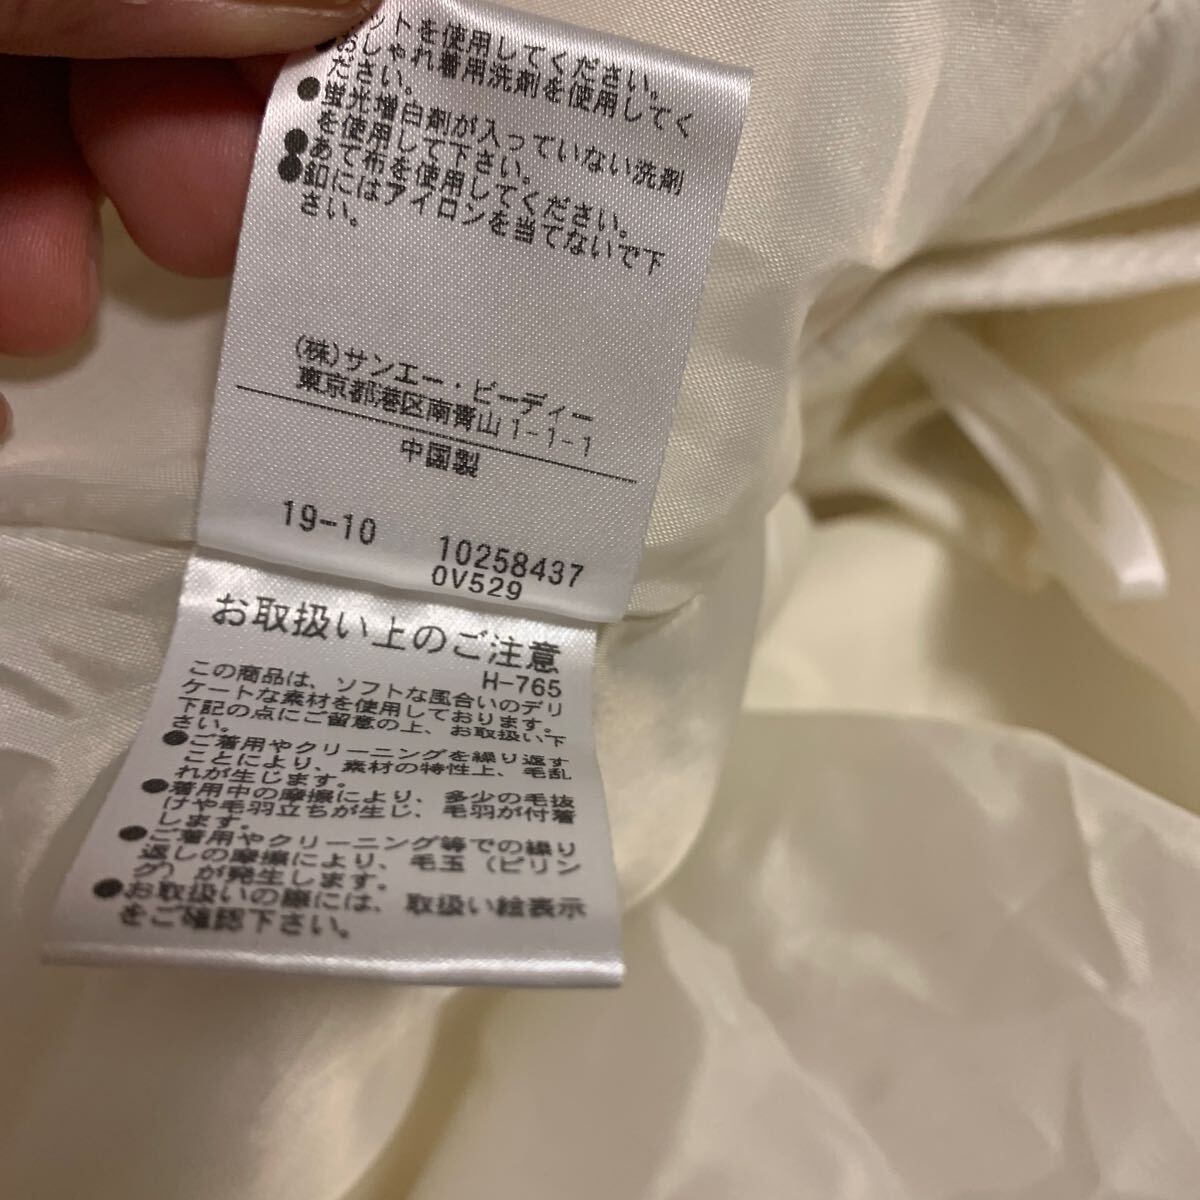 ットを使用してください。
おしゃれ着用洗剤を使用してく
ださい。
●蛍光増白剤が入っていない洗剤
を使用して下さい。
●あて布を使用してください。
●釦にはアイロンを当てないで下
さい。
(株)サンエー・ビーディー
東京都港区南青山1-1-1
中国製
19-10
10258437
0V529
お取扱い上のご注意
H-765
この商品は、ソフトな風合いのデリ
ケートな素材を使用しております。
下記の点にご留意の上、お取扱い下
さい。
●ご着用やクリーニングを繰り返す
ことにより、素材の特性上、毛乱
れが生じます。
●着用中の摩擦により、多少の毛抜
けや毛羽立ちが生じ、毛羽が付着
します。
●ご着用やクリーニング等での繰り
返しの摩擦により、毛玉(ピリン
グ)が発生します。
●お取扱いの際には、取扱い絵表示
をご確認下さい。